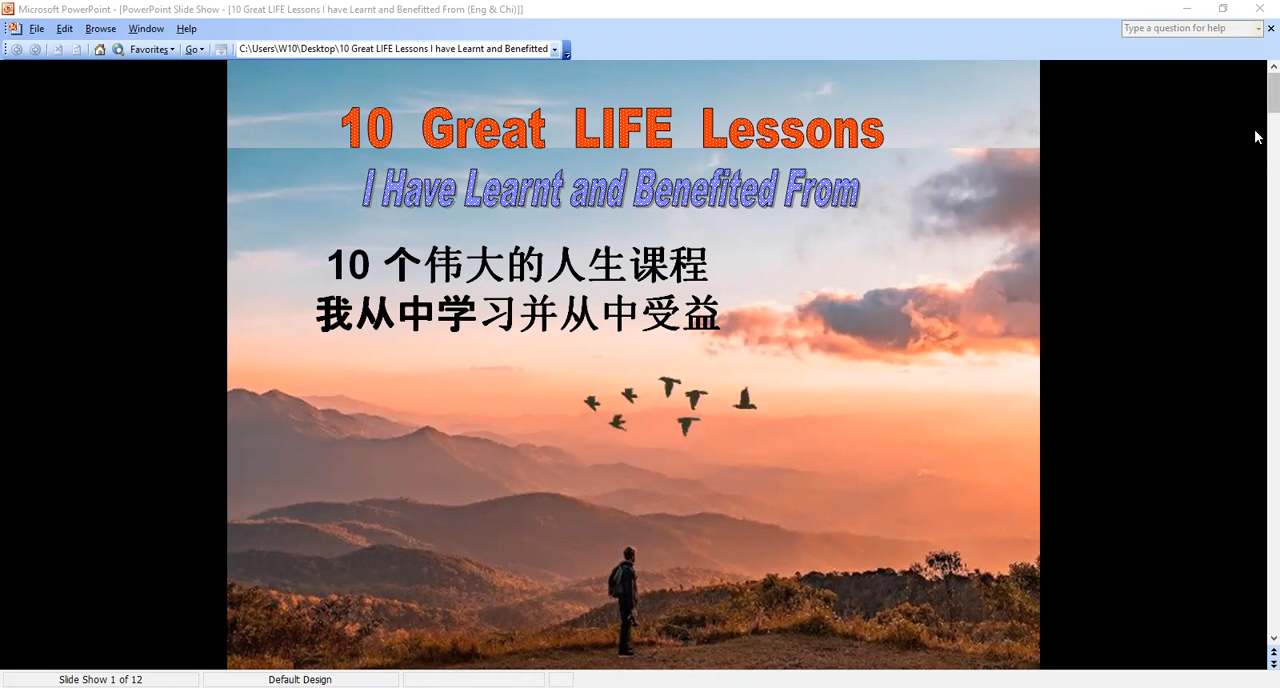 Microsoft PowerPoint - [PowerPoint Slide Show - [10 Great LIFE Lessons I have Learnt and Benefitted From (Eng & Chi)]]
File Edit Browse Window Help
Type a question for help
Favorites Go C:\Users\W10\Desktop\10 Great LIFE Lessons I have Learnt and Benefitted
10 Great LIFE Lessons
I Have Learnt and Benefited From
10 个伟大的人生课程
我从中学习并从中受益
Slide Show 1 of 12 Default Design